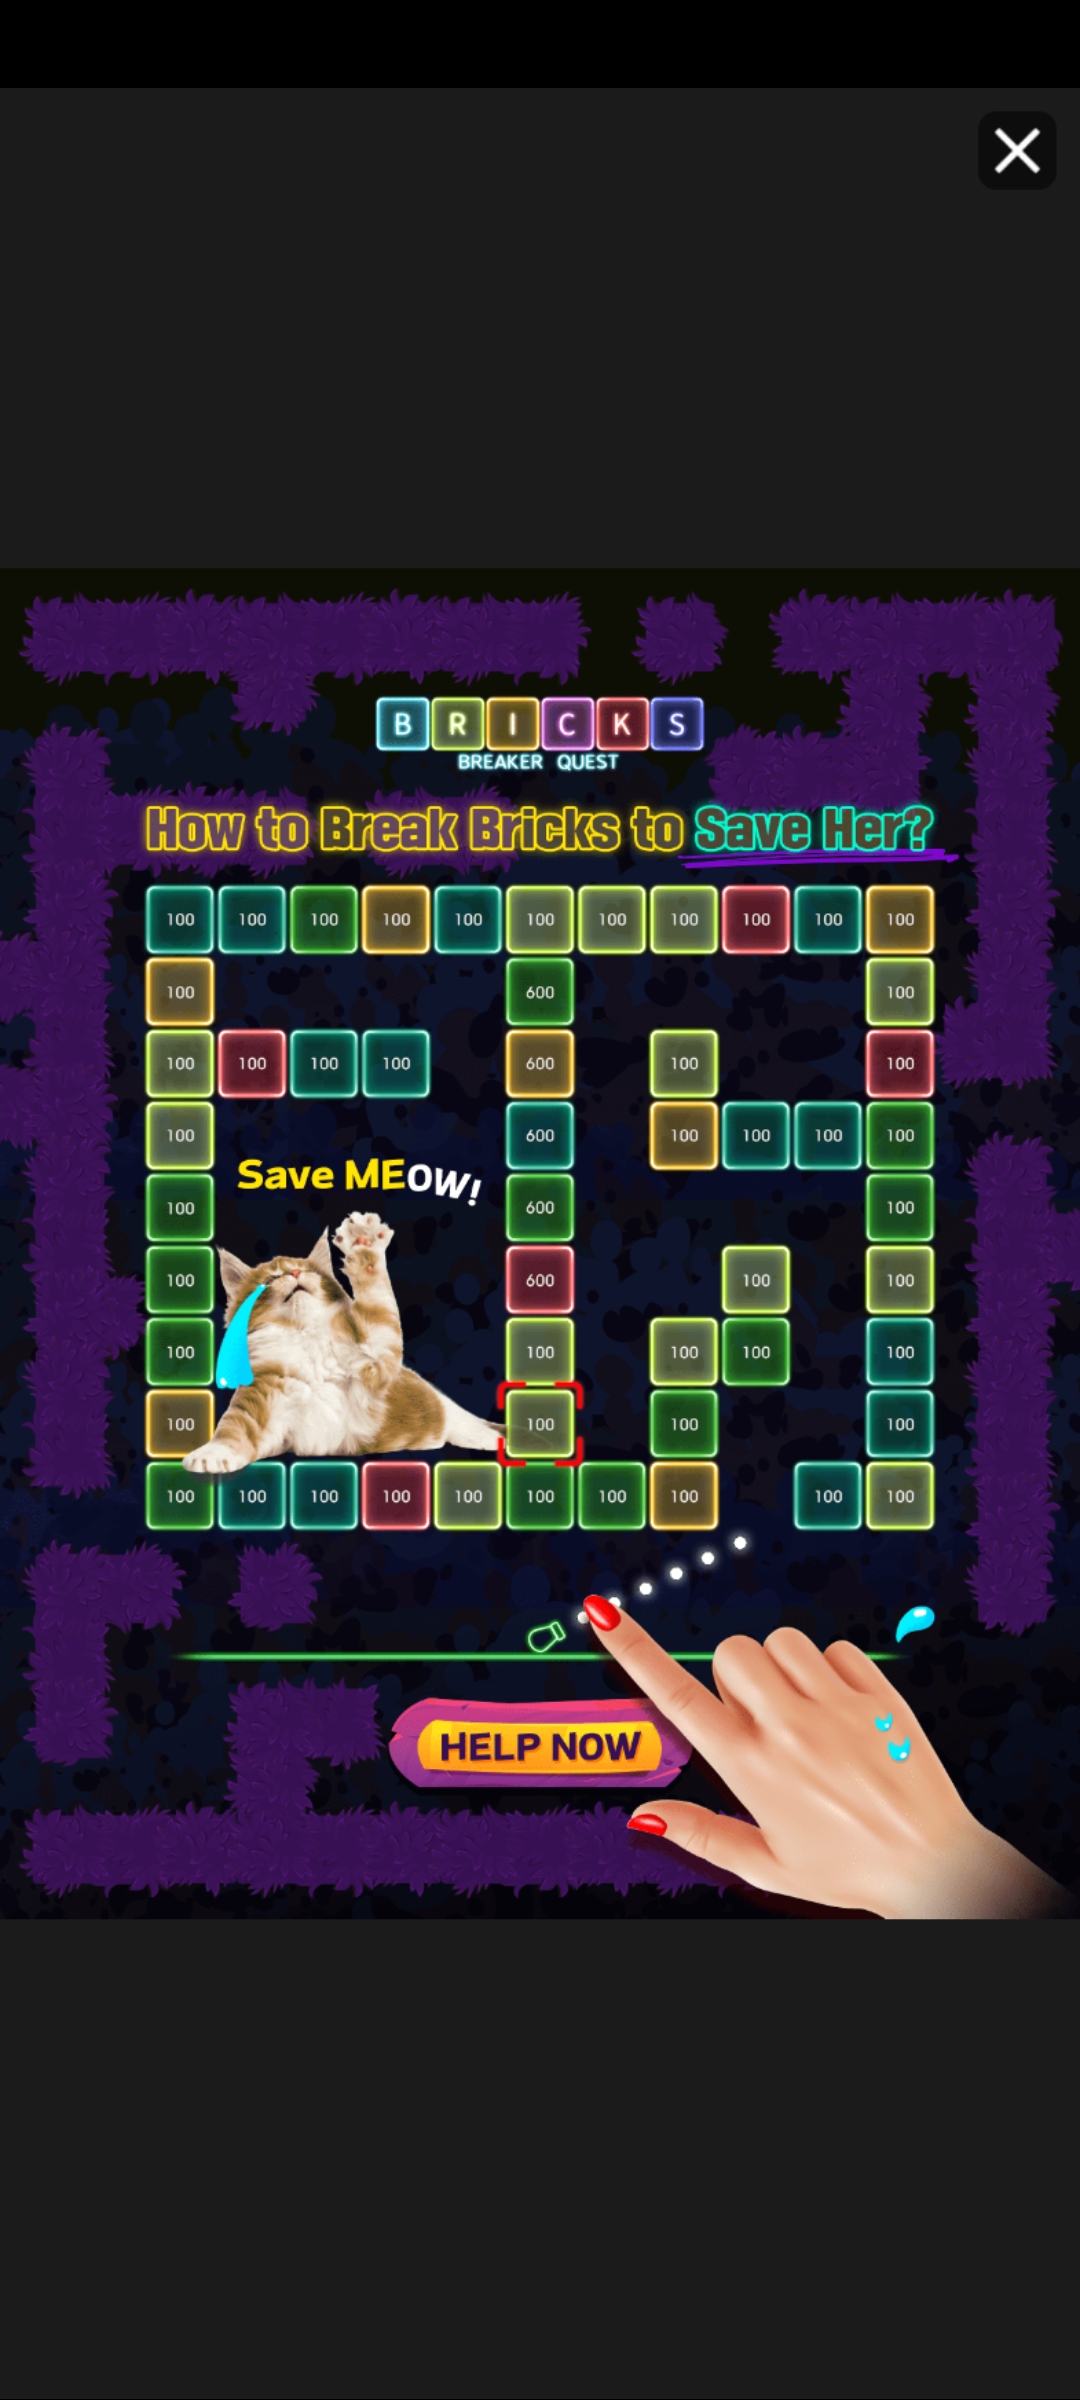 BRICKS
BREAKER QUEST
How to Break Bricks to Save Her?
100 100 100 100 100 100 100 100 100 100 100
100 600 100
100 100 100 100 600 100 100
100 600 100 100 100 100
Save MEOW!
100 600 100
100 600 100 100
100 100 100 100 100
100 100 100 100
100 100 100 100 100 100 100 100 100 100
HELP NOW